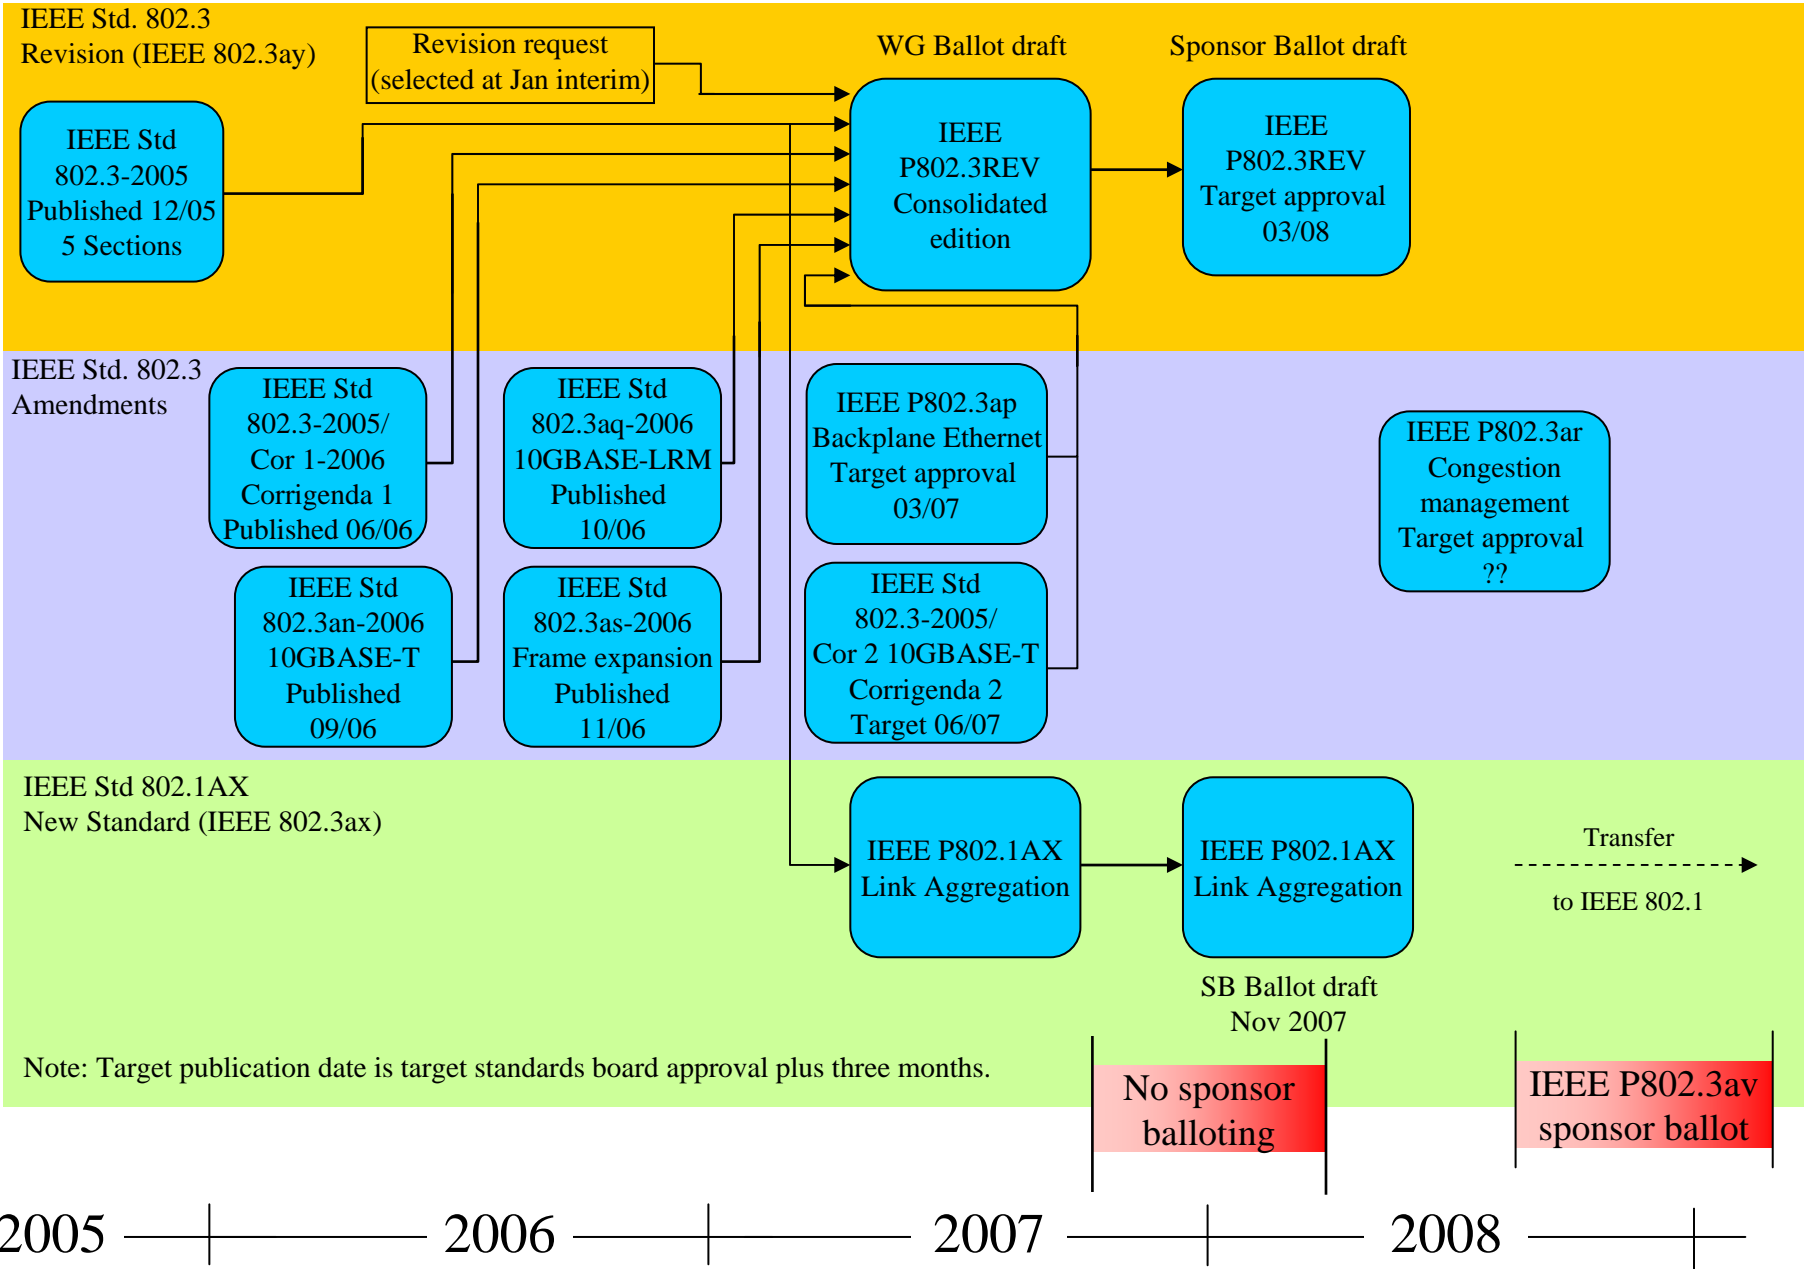 IEEE Std. 802.3
Revision (IEEE 802.3ay)
Revision request
(selected at Jan interim)
WG Ballot draft
Sponsor Ballot draft
IEEE Std
802.3-2005
Published 12/05
5 Sections
IEEE
P802.3REV
Consolidated
edition
IEEE
P802.3REV
Target approval
03/08
IEEE Std. 802.3
Amendments
IEEE Std
802.3-2005/
Cor 1-2006
Corrigenda 1
Published 06/06
IEEE Std
802.3aq-2006
10GBASE-LRM
Published
10/06
IEEE P802.3ap
Backplane Ethernet
Target approval
03/07
IEEE P802.3ar
Congestion
management
Target approval
??
IEEE Std
802.3an-2006
10GBASE-T
Published
09/06
IEEE Std
802.3as-2006
Frame expansion
Published
11/06
IEEE Std
802.3-2005/
Cor 2 10GBASE-T
Corrigenda 2
Target 06/07
IEEE Std 802.1AX
New Standard (IEEE 802.3ax)
IEEE P802.1AX
Link Aggregation
IEEE P802.1AX
Link Aggregation
Transfer
to IEEE 802.1
SB Ballot draft
Nov 2007
Note: Target publication date is target standards board approval plus three months.
No sponsor
balloting
IEEE P802.3av
sponsor ballot
2005
2006
2007
2008